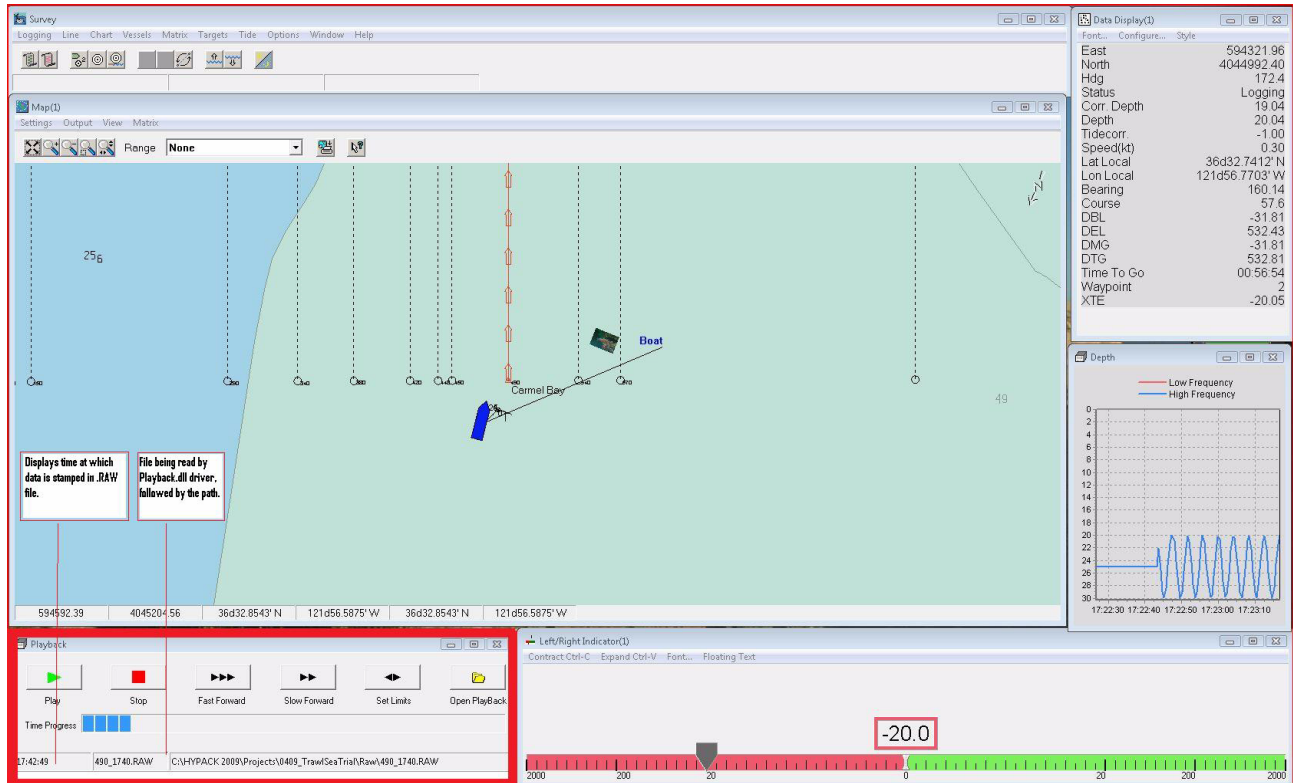 Survey
Logging Line Chart Vessels Matrix Targets Tide Options Window Help
Map(1)
Settings Output View Matrix
Range None
N
25 6
Boat
Carmel Bay
49
Displays time at which
data is stamped in .RAW
file.
File being read by
Playback.dll driver,
followed by the path.
594592.39 4045204.56 36d32.8543' N 121d56.5875' W 36d32.8543' N 121d56.5875' W
Data Display(1)
Font... Configure... Style
East 594321.96
North 4044992.40
Hdg 172.4
Status Logging
Corr. Depth 19.04
Depth 20.04
Tidecorr. -1.00
Speed(kt) 0.30
Lat Local 36d32.7412' N
Lon Local 121d56.7703' W
Bearing 160.14
Course 57.6
DBL -31.81
DEL 532.43
DMG -31.81
DTG 532.81
Time To Go 00:56:54
Waypoint 2
XTE -20.05
Depth
Low Frequency
High Frequency
0
2
4
6
8
10
12
14
16
18
20
22
24
26
28
30
17:22:30 17:22:40 17:22:50 17:23:00 17:23:10
Playback
Play Stop Fast Forward Slow Forward Set Limits Open PlayBack
Time Progress
17:42:49 490_1740.RAW C:\HYPACK 2009\Projects\0409_TrawlSeaTrial\Raw\490_1740.RAW
Left/Right Indicator(1)
Contract Ctrl-C Expand Ctrl-V Font... Floating Text
-20.0
2000 200 20 0 20 200 2000